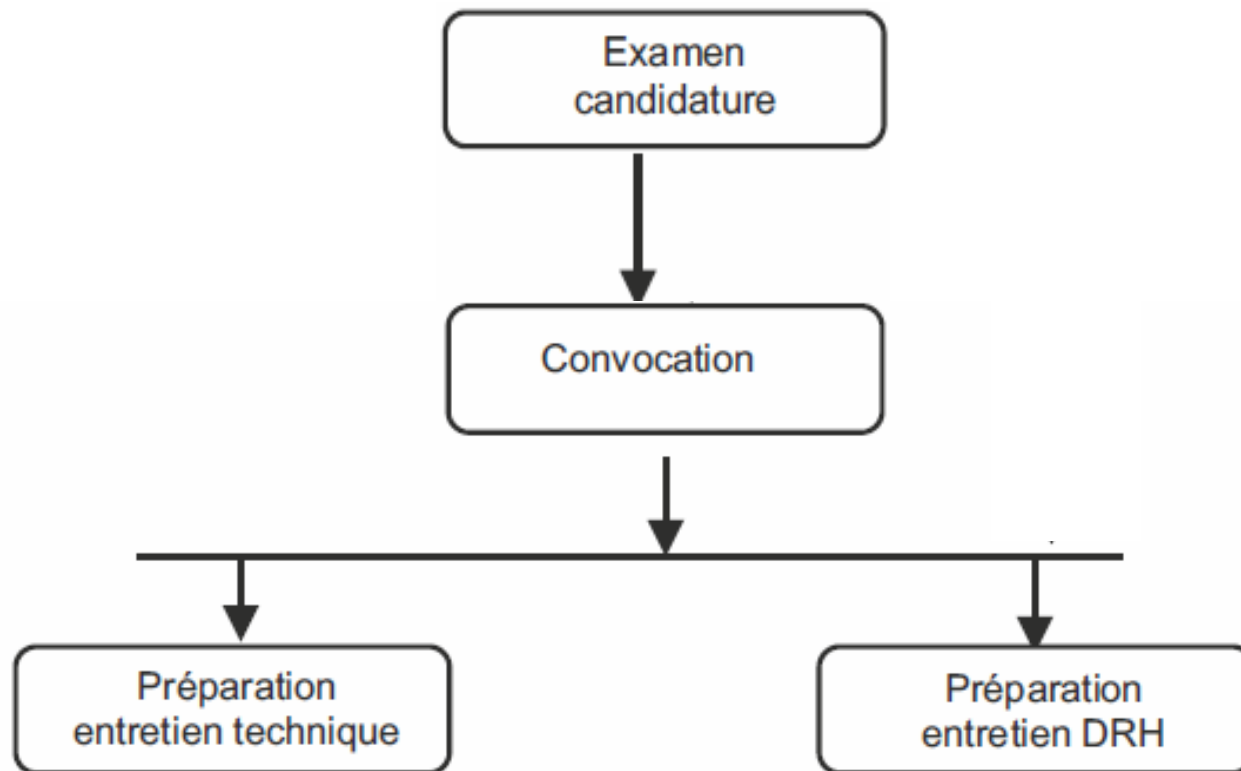 Examen
candidature
Convocation
Préparation
entretien technique
Préparation
entretien DRH